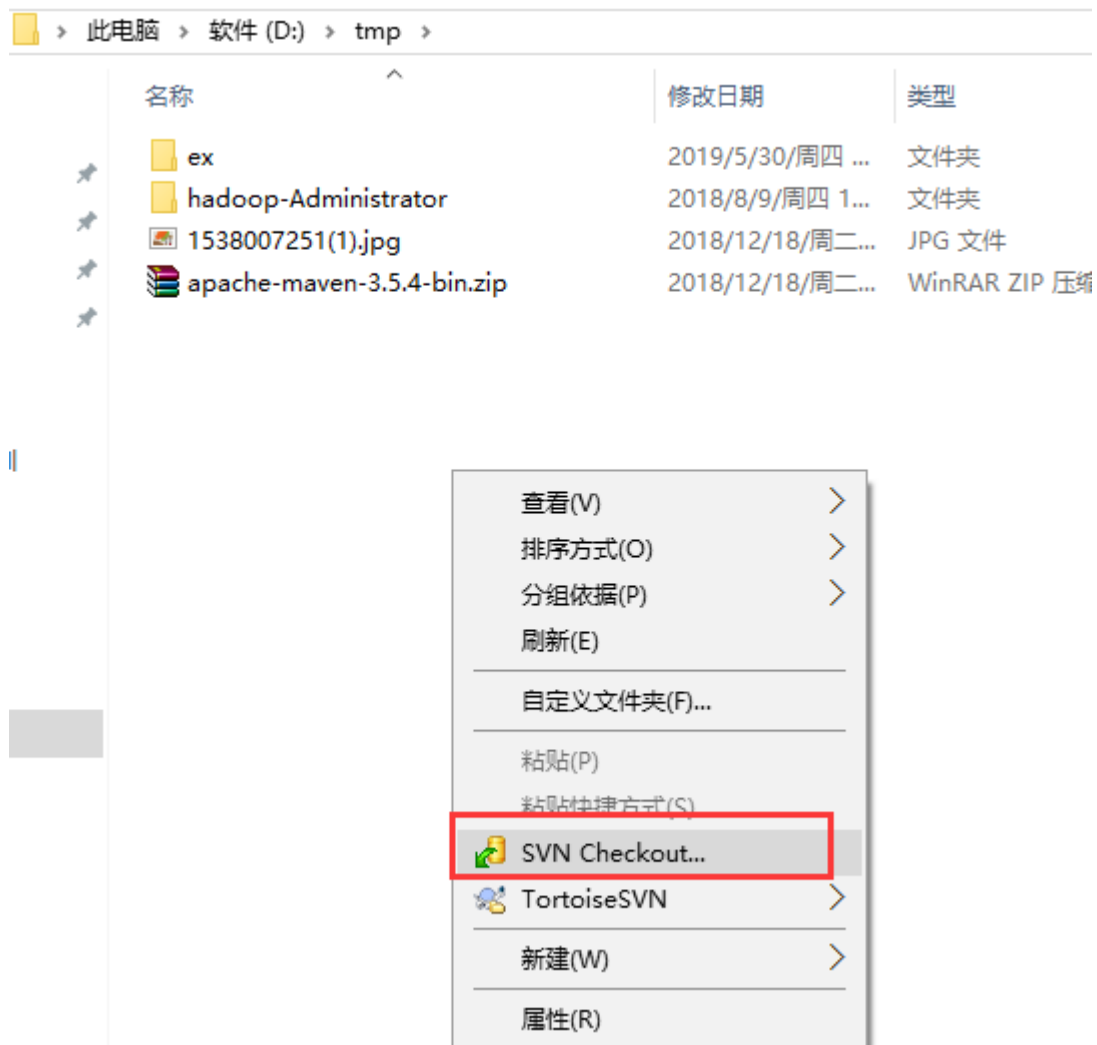 此电脑 › 软件 (D:) › tmp ›
名称 修改日期 类型
ex 2019/5/30/周四 ... 文件夹
hadoop-Administrator 2018/8/9/周四 1... 文件夹
1538007251(1).jpg 2018/12/18/周二... JPG 文件
apache-maven-3.5.4-bin.zip 2018/12/18/周二... WinRAR ZIP 压缩
查看(V)
排序方式(O)
分组依据(P)
刷新(E)
自定义文件夹(F)...
粘贴(P)
粘贴快捷方式(S)
SVN Checkout...
TortoiseSVN
新建(W)
属性(R)